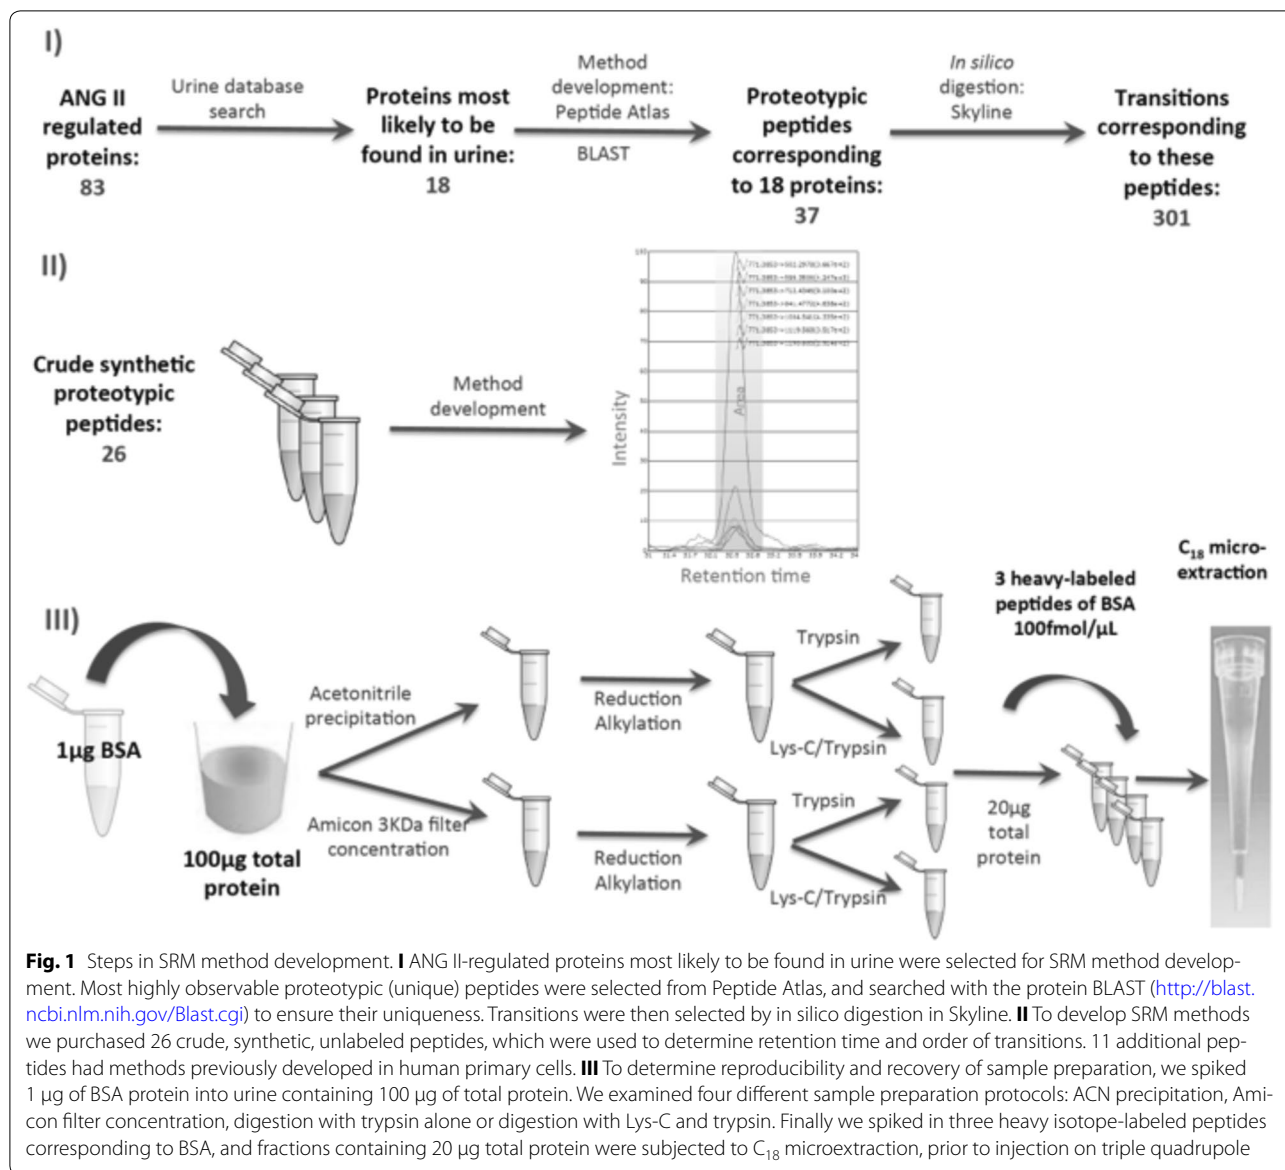 I)
ANG II
regulated
proteins:
83
Urine database
search
Proteins most
likely to be
found in urine:
18
Method
development:
Peptide Atlas
BLAST
Proteotypic
peptides
corresponding
to 18 proteins:
37
In silico
digestion:
Skyline
Transitions
corresponding
to these
peptides:
301
II)
Crude synthetic
proteotypic
peptides:
26
Method
development
Intensity
Area
Retention time
III)
1µg BSA
100µg total
protein
Acetonitrile
precipitation
Amicon 3KDa filter
concentration
Reduction
Alkylation
Reduction
Alkylation
Trypsin
Lys-C/Trypsin
Trypsin
Lys-C/Trypsin
3 heavy-labeled
peptides of BSA
100fmol/µL
20µg
total
protein
C18 micro-
extraction
Fig. 1 Steps in SRM method development. I ANG II-regulated proteins most likely to be found in urine were selected for SRM method develop-
ment. Most highly observable proteotypic (unique) peptides were selected from Peptide Atlas, and searched with the protein BLAST (http://blast.
ncbi.nlm.nih.gov/Blast.cgi) to ensure their uniqueness. Transitions were then selected by in silico digestion in Skyline. II To develop SRM methods
we purchased 26 crude, synthetic, unlabeled peptides, which were used to determine retention time and order of transitions. 11 additional pep-
tides had methods previously developed in human primary cells. III To determine reproducibility and recovery of sample preparation, we spiked
1 µg of BSA protein into urine containing 100 µg of total protein. We examined four different sample preparation protocols: ACN precipitation, Ami-
con filter concentration, digestion with trypsin alone or digestion with Lys-C and trypsin. Finally we spiked in three heavy isotope-labeled peptides
corresponding to BSA, and fractions containing 20 µg total protein were subjected to C18 microextraction, prior to injection on triple quadrupole